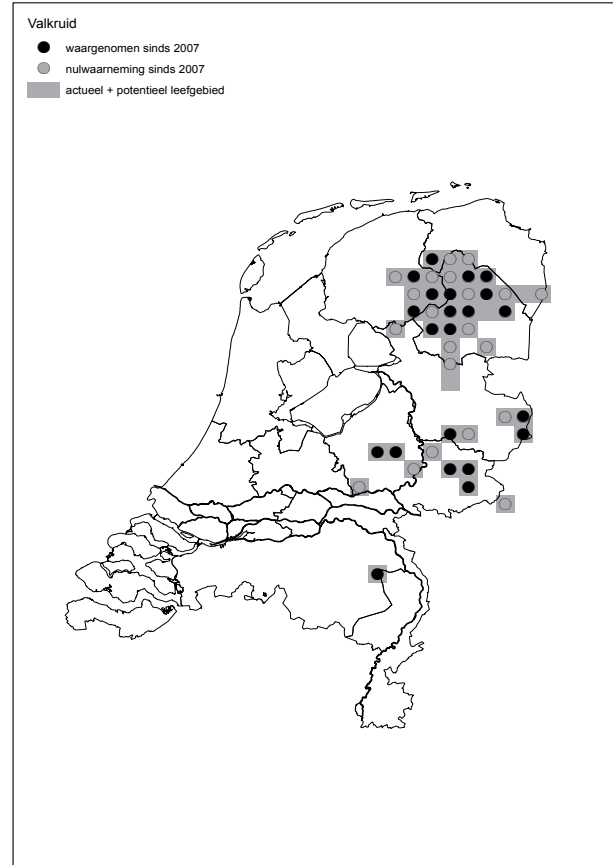 Valkruid
waargenomen sinds 2007
nulwaarneming sinds 2007
actueel + potentieel leefgebied